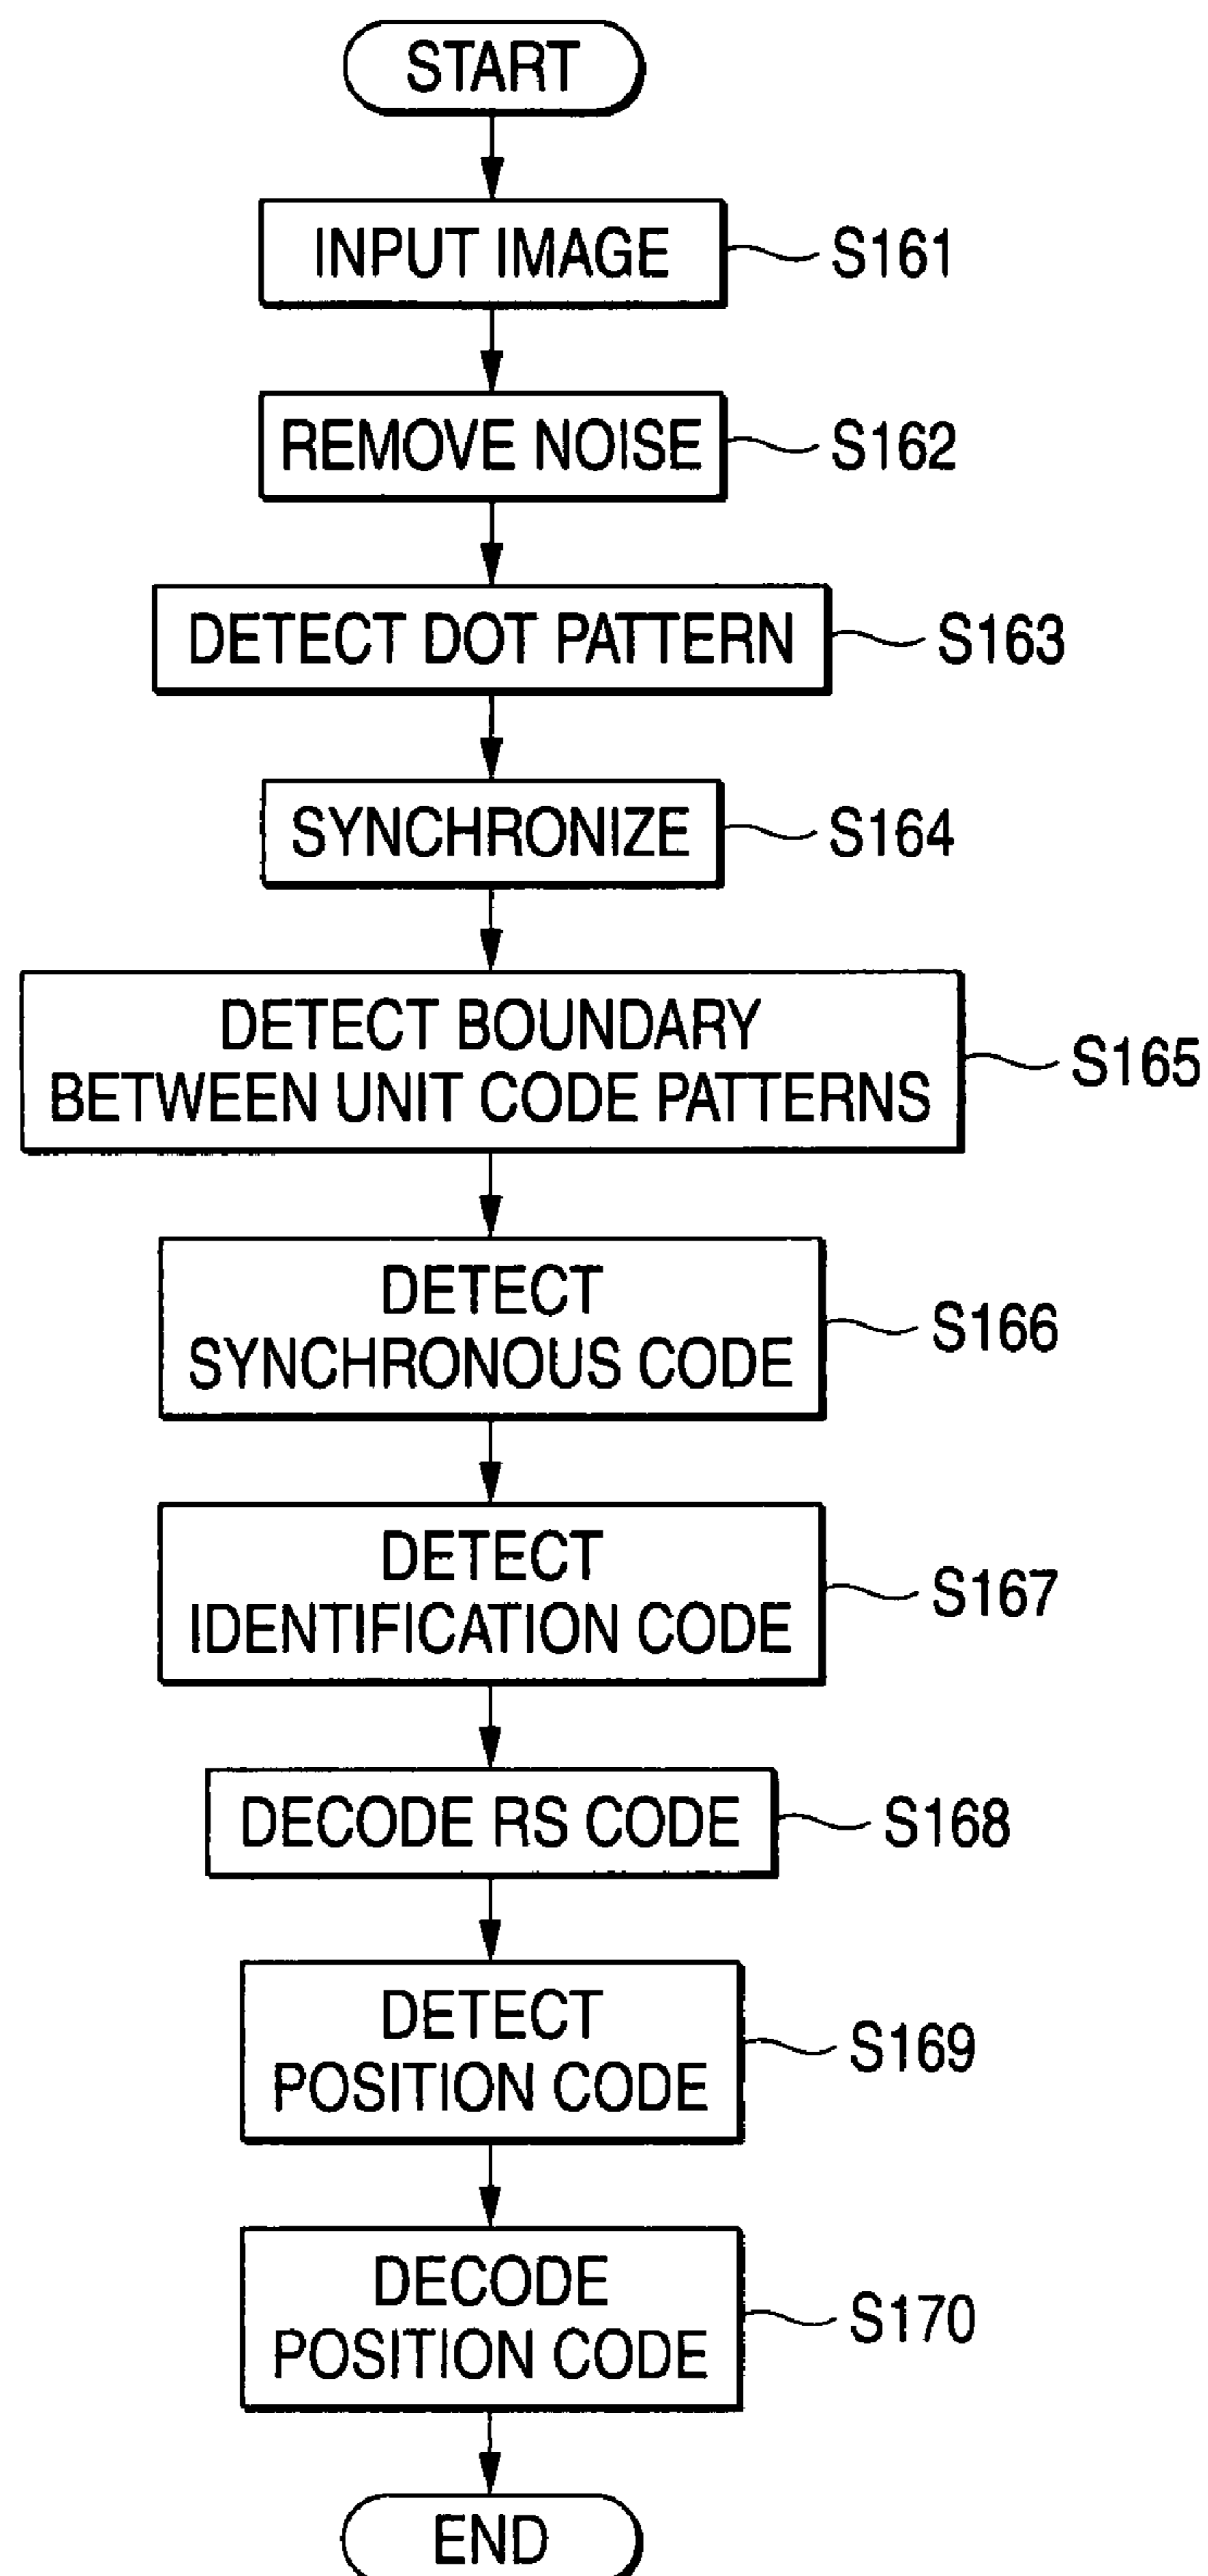 START
INPUT IMAGE
S161
REMOVE NOISE
S162
DETECT DOT PATTERN
S163
SYNCHRONIZE
S164
DETECT BOUNDARY
BETWEEN UNIT CODE PATTERNS
S165
DETECT
SYNCHRONOUS CODE
S166
DETECT
IDENTIFICATION CODE
S167
DECODE RS CODE
S168
DETECT
POSITION CODE
S169
DECODE
POSITION CODE
S170
END